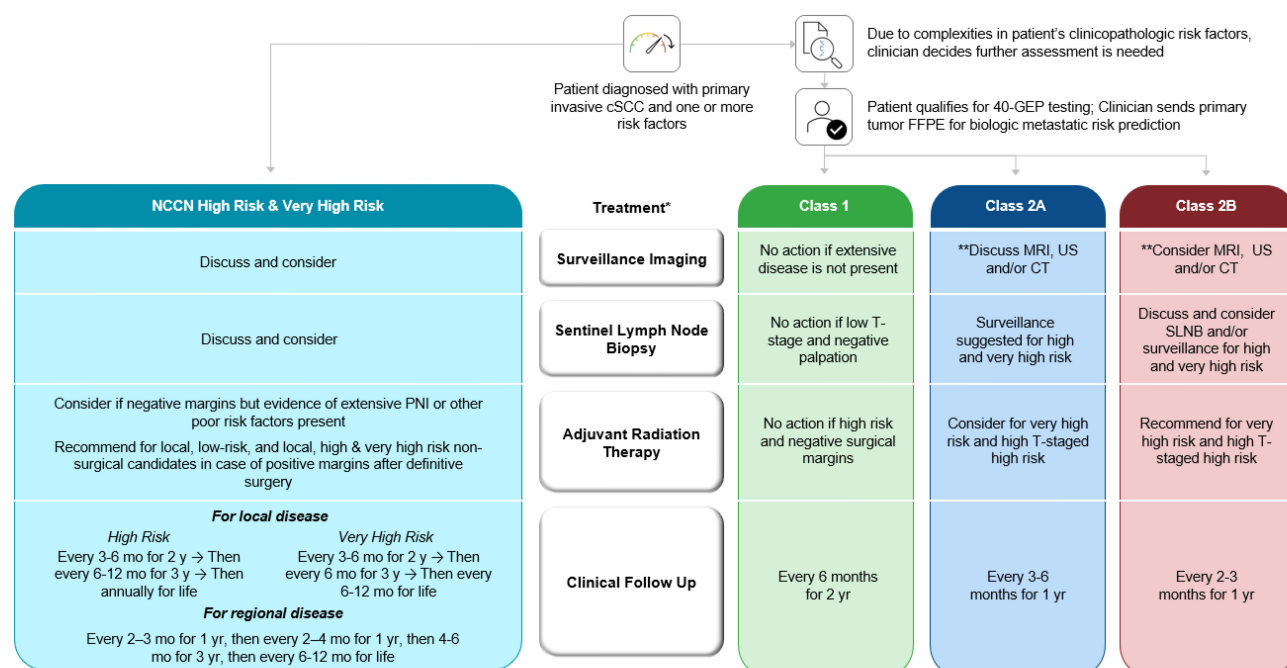 Due to complexities in patient's clinicopathologic risk factors,
clinician decides further assessment is needed
Patient diagnosed with primary
invasive cSCC and one or more
risk factors
Patient qualifies for 40-GEP testing; Clinician sends primary
tumor FFPE for biologic metastatic risk prediction
NCCN High Risk & Very High Risk
Treatment*
Class 1
Class 2A
Class 2B
Discuss and consider
Surveillance Imaging
No action if extensive
disease is not present
**Discuss MRI, US
and/or CT
**Consider MRI, US
and/or CT
Discuss and consider
Sentinel Lymph Node
Biopsy
No action if low T-
stage and negative
palpation
Surveillance
suggested for high
and very high risk
Discuss and consider
SLNB and/or
surveillance for high
and very high risk
Consider if negative margins but evidence of extensive PNI or other
poor risk factors present
Recommend for local, low-risk, and local, high & very high risk non-
surgical candidates in case of positive margins after definitive
surgery
Adjuvant Radiation
Therapy
No action if high risk
and negative surgical
margins
Consider for very high
risk and high T-staged
high risk
Recommend for very
high risk and high T-
staged high risk
For local disease
High Risk
Every 3-6 mo for 2 y → Then
every 6-12 mo for 3 y → Then
annually for life
Very High Risk
Every 3-6 mo for 2 y → Then
every 6 mo for 3 y → Then every
6-12 mo for life
For regional disease
Every 2–3 mo for 1 yr, then every 2–4 mo for 1 yr, then 4-6
mo for 3 yr, then every 6-12 mo for life
Clinical Follow Up
Every 6 months
for 2 yr
Every 3-6
months for 1 yr
Every 2-3
months for 1 yr